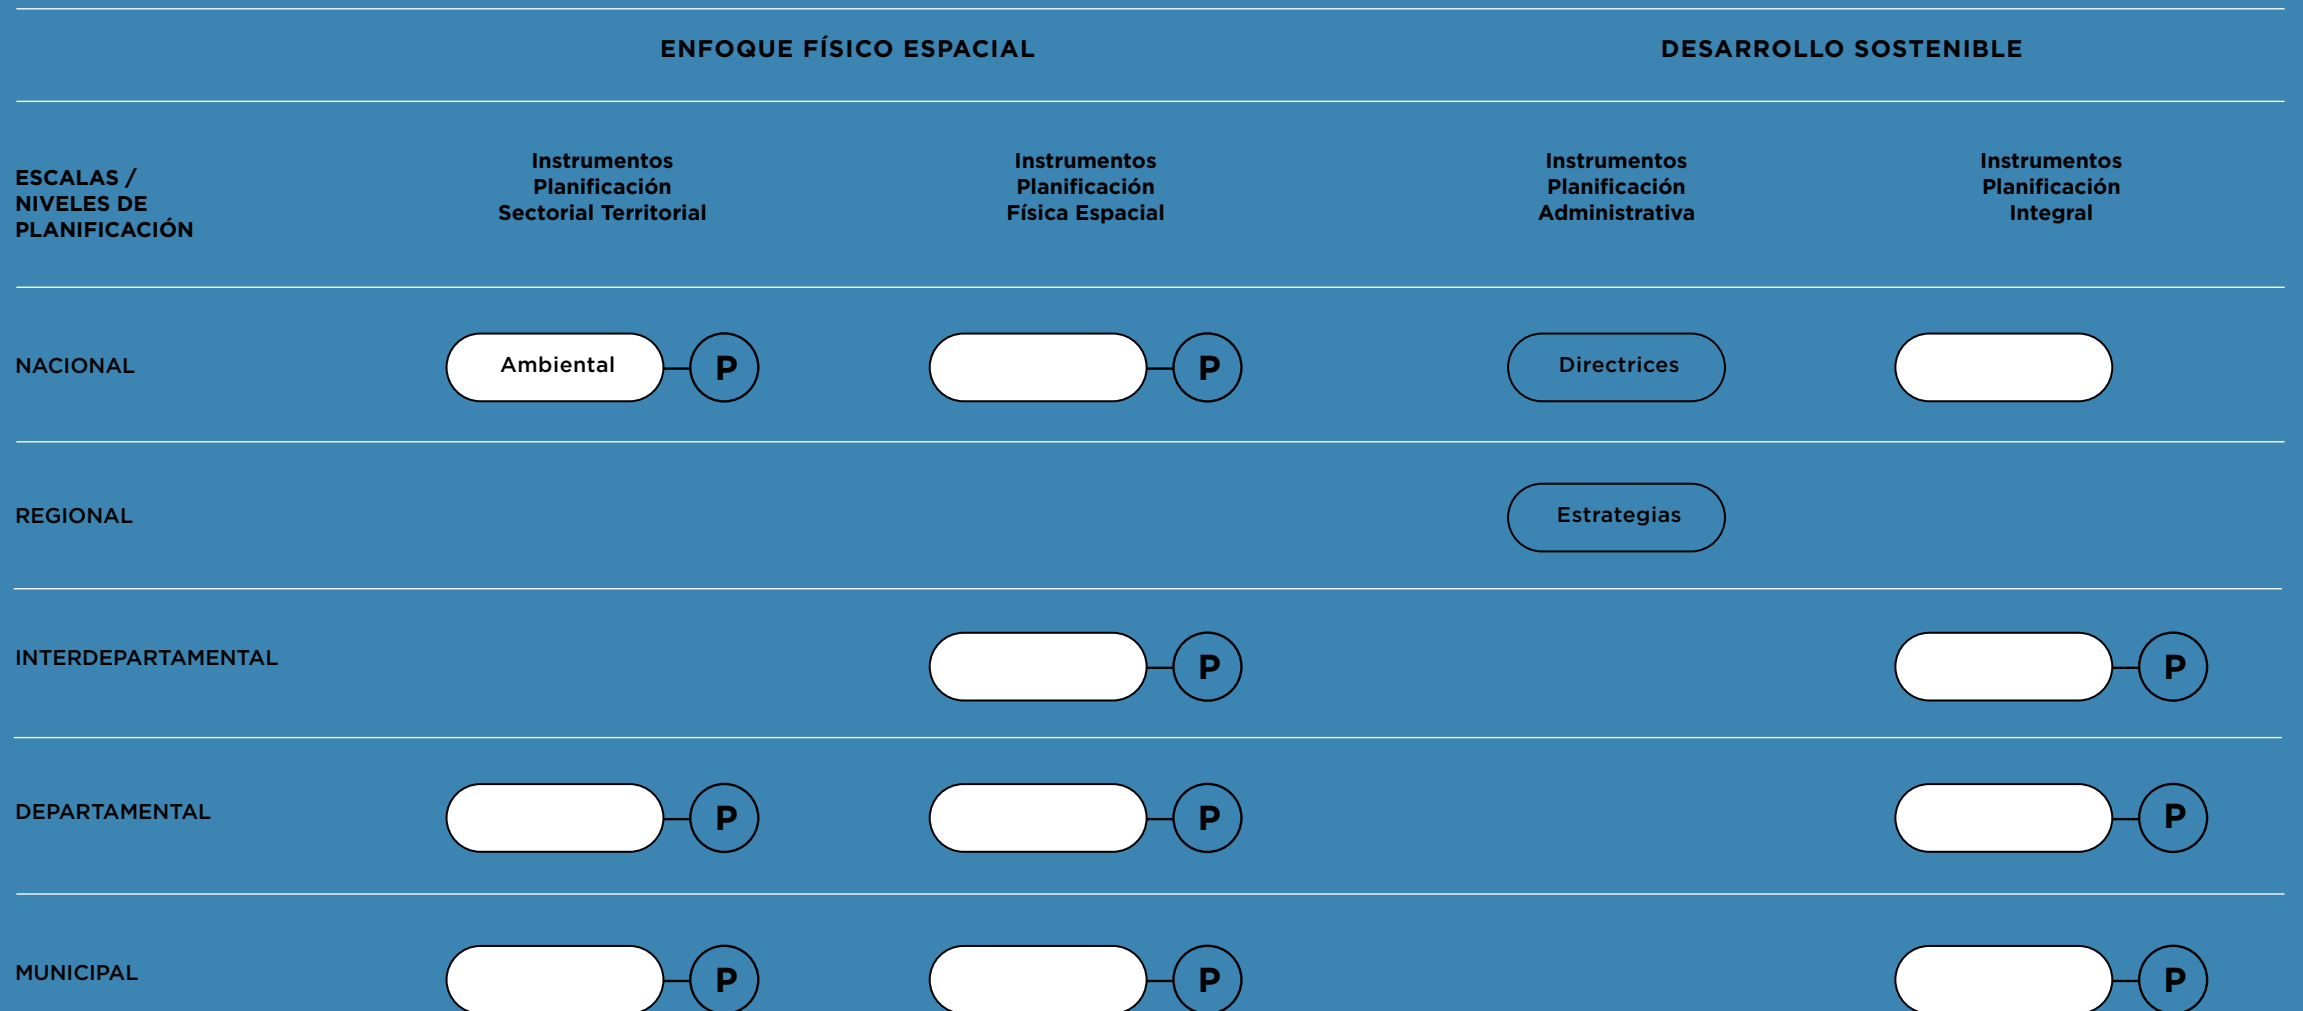 ENFOQUE FÍSICO ESPACIAL
DESARROLLO SOSTENIBLE
ESCALAS /
NIVELES DE
PLANIFICACIÓN
Instrumentos
Planificación
Sectorial Territorial
Instrumentos
Planificación
Física Espacial
Instrumentos
Planificación
Administrativa
Instrumentos
Planificación
Integral
NACIONAL
Ambiental
P
P
Directrices
REGIONAL
Estrategias
INTERDEPARTAMENTAL
P
P
DEPARTAMENTAL
P
P
P
MUNICIPAL
P
P
P